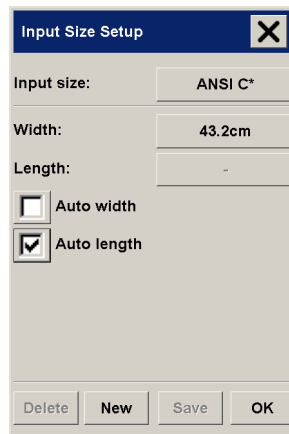 Input Size Setup
Input size: ANSI C*
Width: 43.2cm
Length: -
Auto width
Auto length
Delete New Save OK